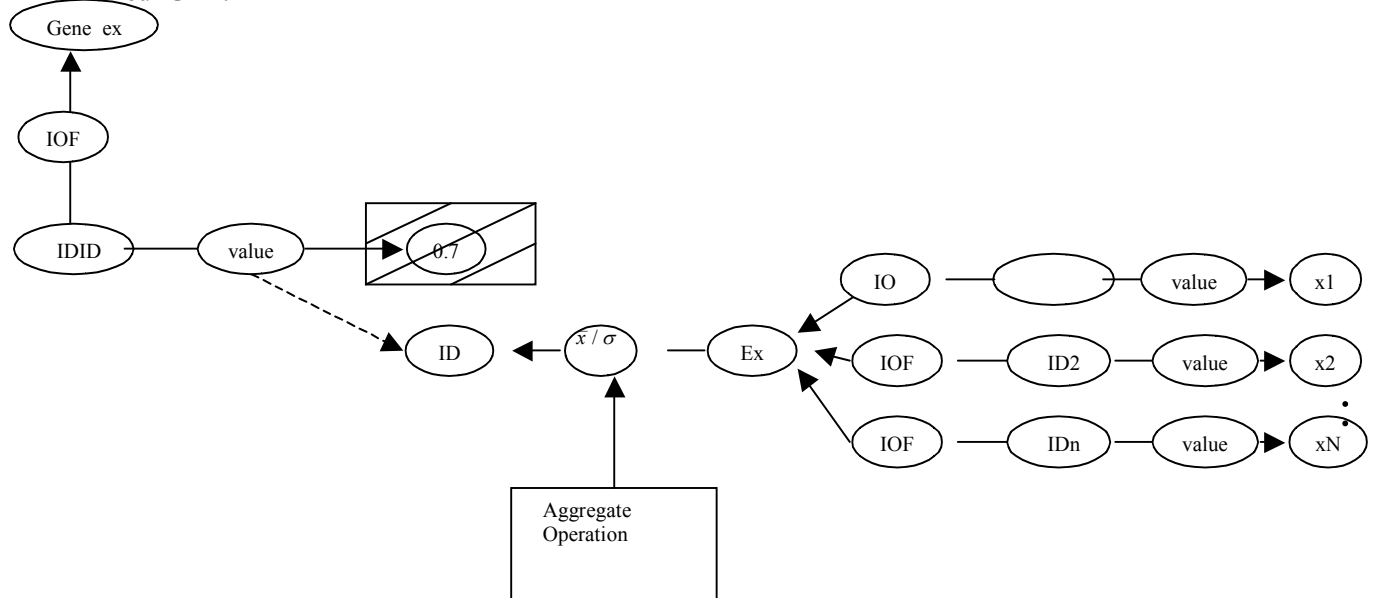 Gene ex
IOF
IDID value 0.7
IO value x1
ID x̄ / σ Ex IOF ID2 value x2
IOF IDn value xN
Aggregate
Operation